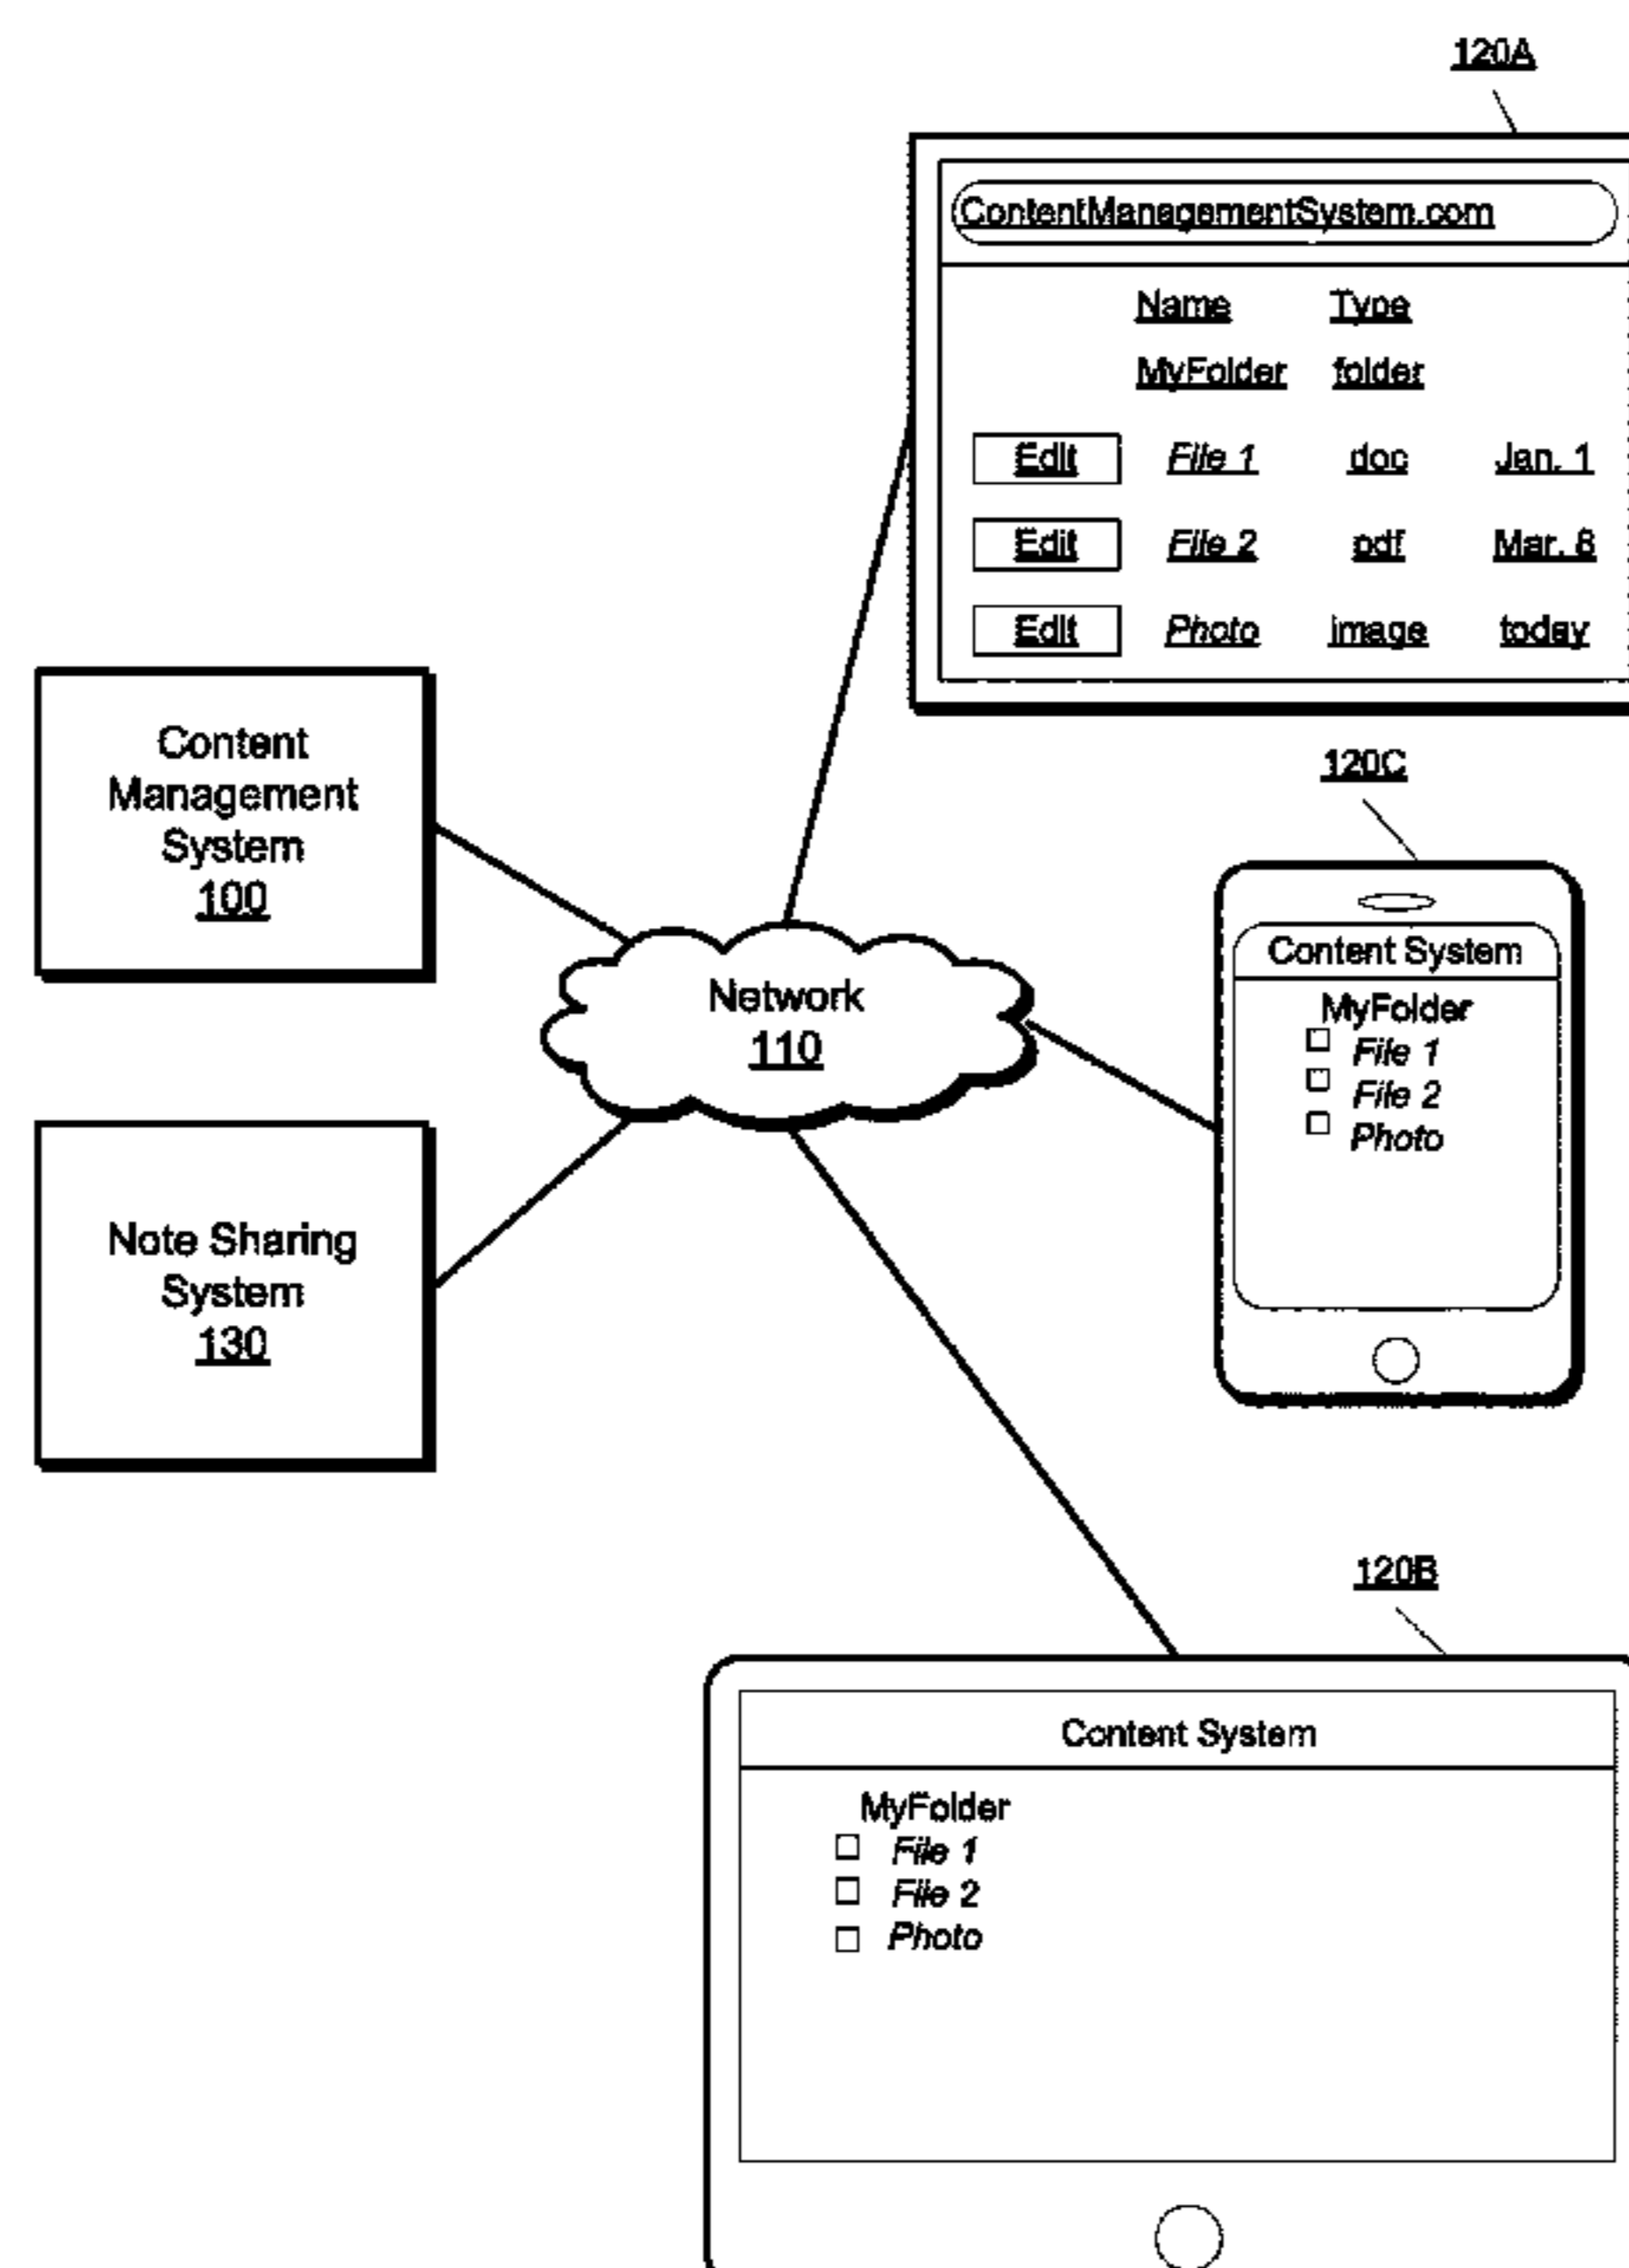 120A
ContentManagementSystem.com
Name Type
MyFolder folder
Edit File 1 doc Jan. 1
Edit File 2 pdf Mar. 8
Edit Photo image today
Content
Management
System
100
120C
Content System
MyFolder
File 1
File 2
Photo
Network
110
Note Sharing
System
130
120B
Content System
MyFolder
File 1
File 2
Photo